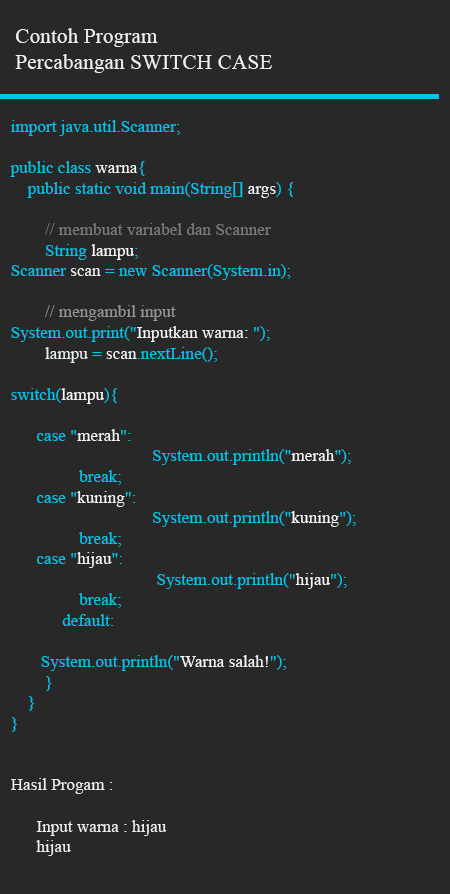 Contoh Program
Percabangan SWITCH CASE
import java.util.Scanner;
public class warna{
public static void main(String[] args) {
// membuat variabel dan Scanner
String lampu;
Scanner scan = new Scanner(System.in);
// mengambil input
System.out.print("Inputkan warna: ");
lampu = scan.nextLine();
switch(lampu){
case "merah":
System.out.println("merah");
break;
case "kuning":
System.out.println("kuning");
break;
case "hijau":
System.out.println("hijau");
break;
default:
System.out.println("Warna salah!");
}
}
}
Hasil Progam :
Input warna : hijau
hijau